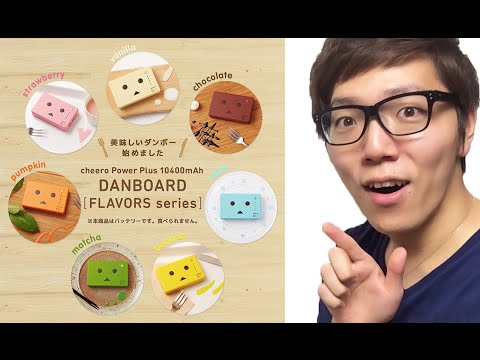 vanilla
strawberry
chocolate
美味しいダンボー
始めました
cheero Power Plus 10400mAh
DANBOARD
[FLAVORS series]
※本商品はバッテリーです。食べられません。
pumpkin
matcha